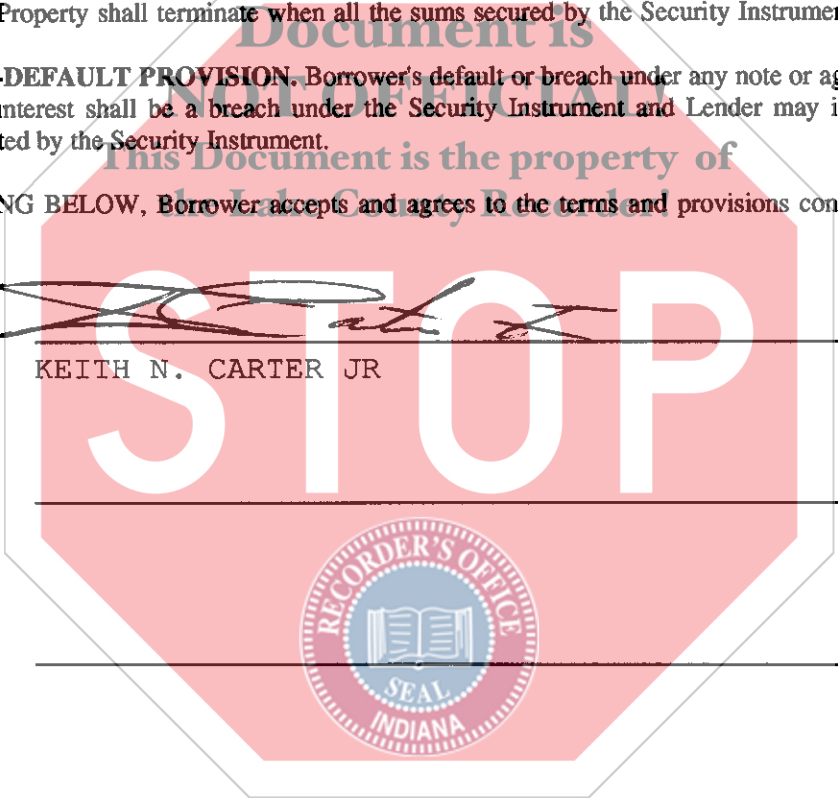 Property shall terminate when all the sums secured by the Security Instrumen
Document is
-DEFAULT PROVISION. Borrower's default or breach under any note or ag
NOT OFFICIAL!
interest shall be a breach under the Security Instrument and Lender may i
ted by the Security Instrument.
This Document is the property of
the Lake County Recorder!
NG BELOW, Borrower accepts and agrees to the terms and provisions con
STOP
KEITH N. CARTER JR
RECORDER'S OFFICE
SEAL
INDIANA